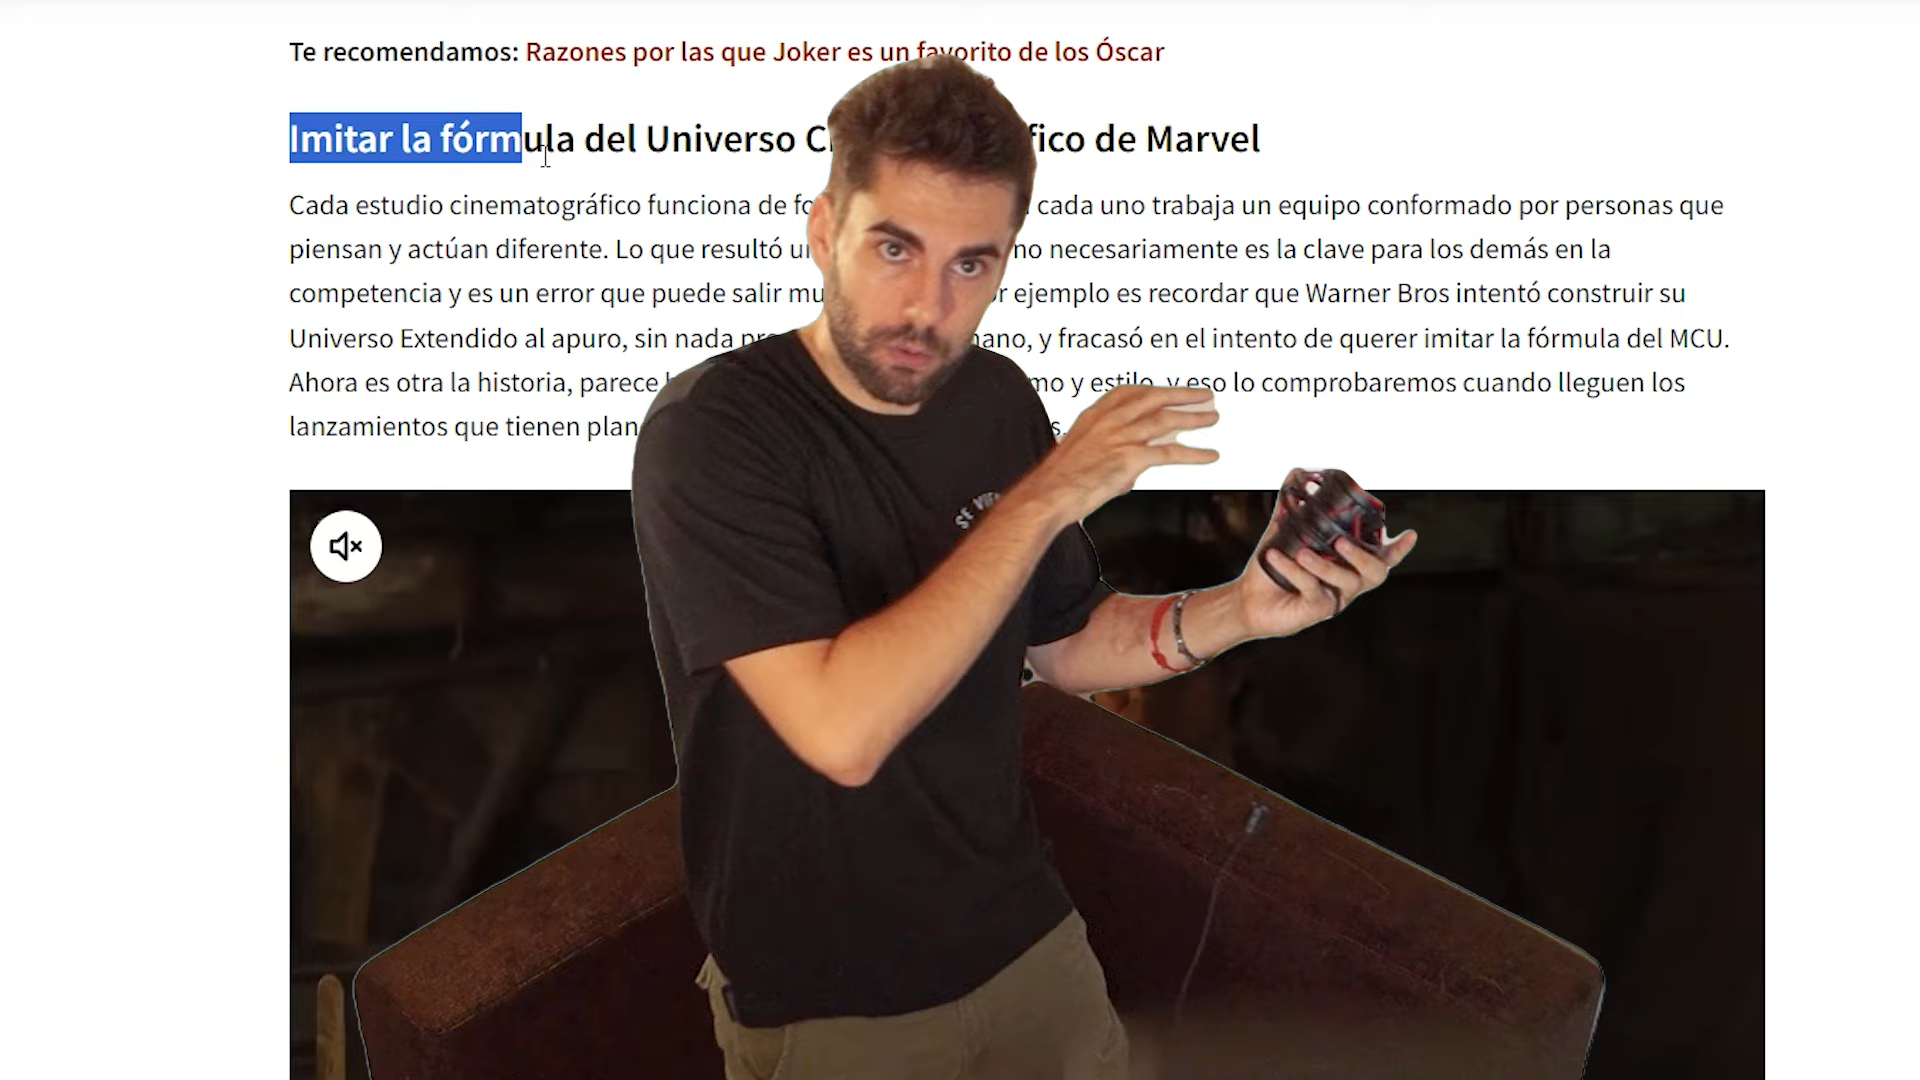 Te recomendamos: Razones por las que Joker es un favorito de los Óscar
Imitar la fórmula del Universo de Marvel
Cada estudio cinematográfico funciona de cada uno trabaja un equipo conformado por personas que
piensan y actúan diferente. Lo que resultó no necesariamente es la clave para los demás en la
competencia y es un error que puede salir ejemplo es recordar que Warner Bros intentó construir su
Universo Extendido al apuro, sin nada y fracasó en el intento de querer imitar la fórmula del MCU.
Ahora es otra la historia, parece y estilo, y eso lo comprobaremos cuando lleguen los
lanzamientos que tienen
SE